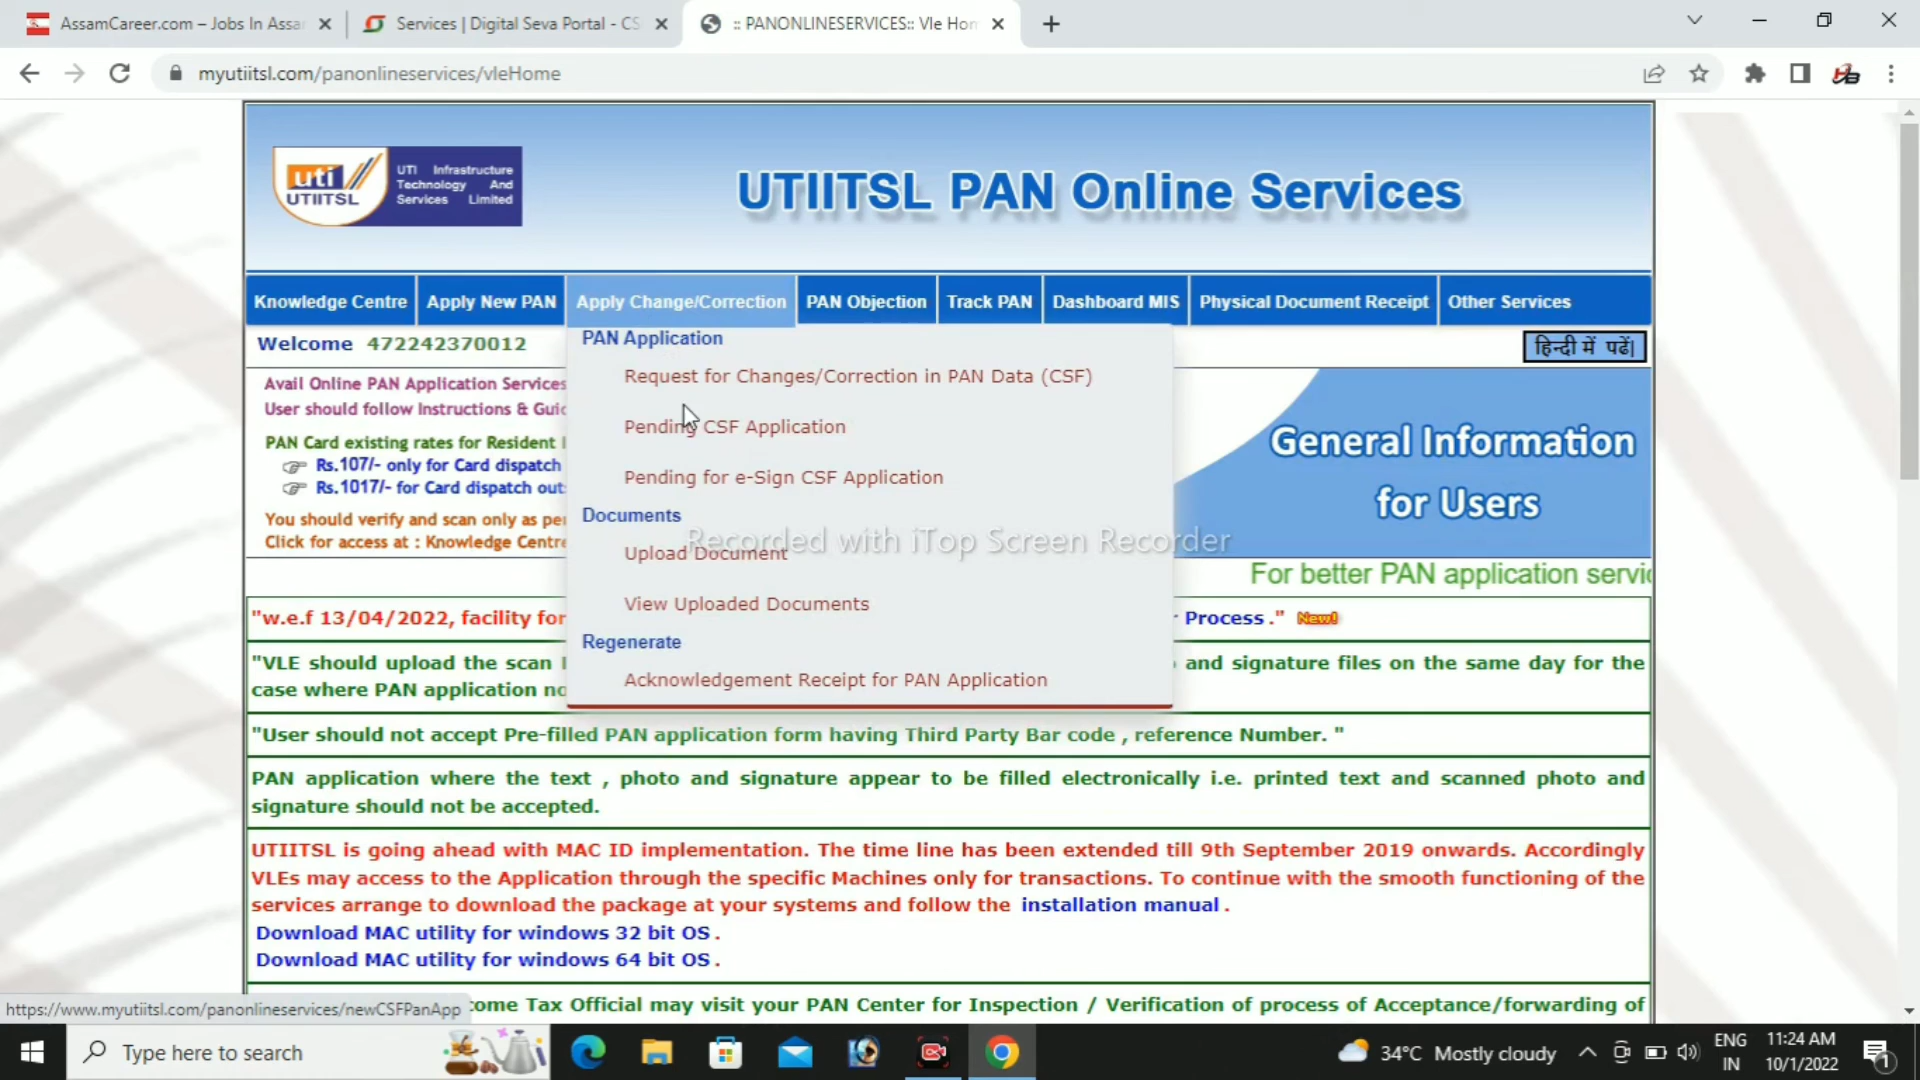 AssamCareer.com – Jobs In Assa
Services | Digital Seva Portal - CS
:: PANONLINESERVICES:: Vle Hom
myutiitsl.com/panonlineservices/vleHome
uti
UTIITSL
UTI Infrastructure
Technology And
Services Limited
UTIITSL PAN Online Services
Knowledge Centre
Apply New PAN
Apply Change/Correction
PAN Objection
Track PAN
Dashboard MIS
Physical Document Receipt
Other Services
Welcome 472242370012
हिन्दी में पढें|
PAN Application
Request for Changes/Correction in PAN Data (CSF)
Pending CSF Application
Pending for e-Sign CSF Application
Documents
Upload Document
View Uploaded Documents
Regenerate
Acknowledgement Receipt for PAN Application
Avail Online PAN Application Services
User should follow Instructions &
PAN Card existing rates for Resident
Rs.107/- only for Card dispatch
Rs.1017/- for Card dispatch
You should verify and scan only as
Click for access at : Knowledge Centre
General Information
for Users
Recorded with iTop Screen Recorder
For better PAN application
"w.e.f 13/04/2022, facility for
Process." New!
"VLE should upload the scan
and signature files on the same day for the
case where PAN application
"User should not accept Pre-filled PAN application form having Third Party Bar code , reference Number. "
PAN application where the text , photo and signature appear to be filled electronically i.e. printed text and scanned photo and
signature should not be accepted.
UTIITSL is going ahead with MAC ID implementation. The time line has been extended till 9th September 2019 onwards. Accordingly
VLEs may access to the Application through the specific Machines only for transactions. To continue with the smooth functioning of the
services arrange to download the package at your systems and follow the installation manual .
Download MAC utility for windows 32 bit OS .
Download MAC utility for windows 64 bit OS .
https://www.myutiitsl.com/panonlineservices/newCSFPanApp
come Tax Official may visit your PAN Center for Inspection / Verification of process of Acceptance/forwarding of
Type here to search
34°C Mostly cloudy
ENG
IN
11:24 AM
10/1/2022
1